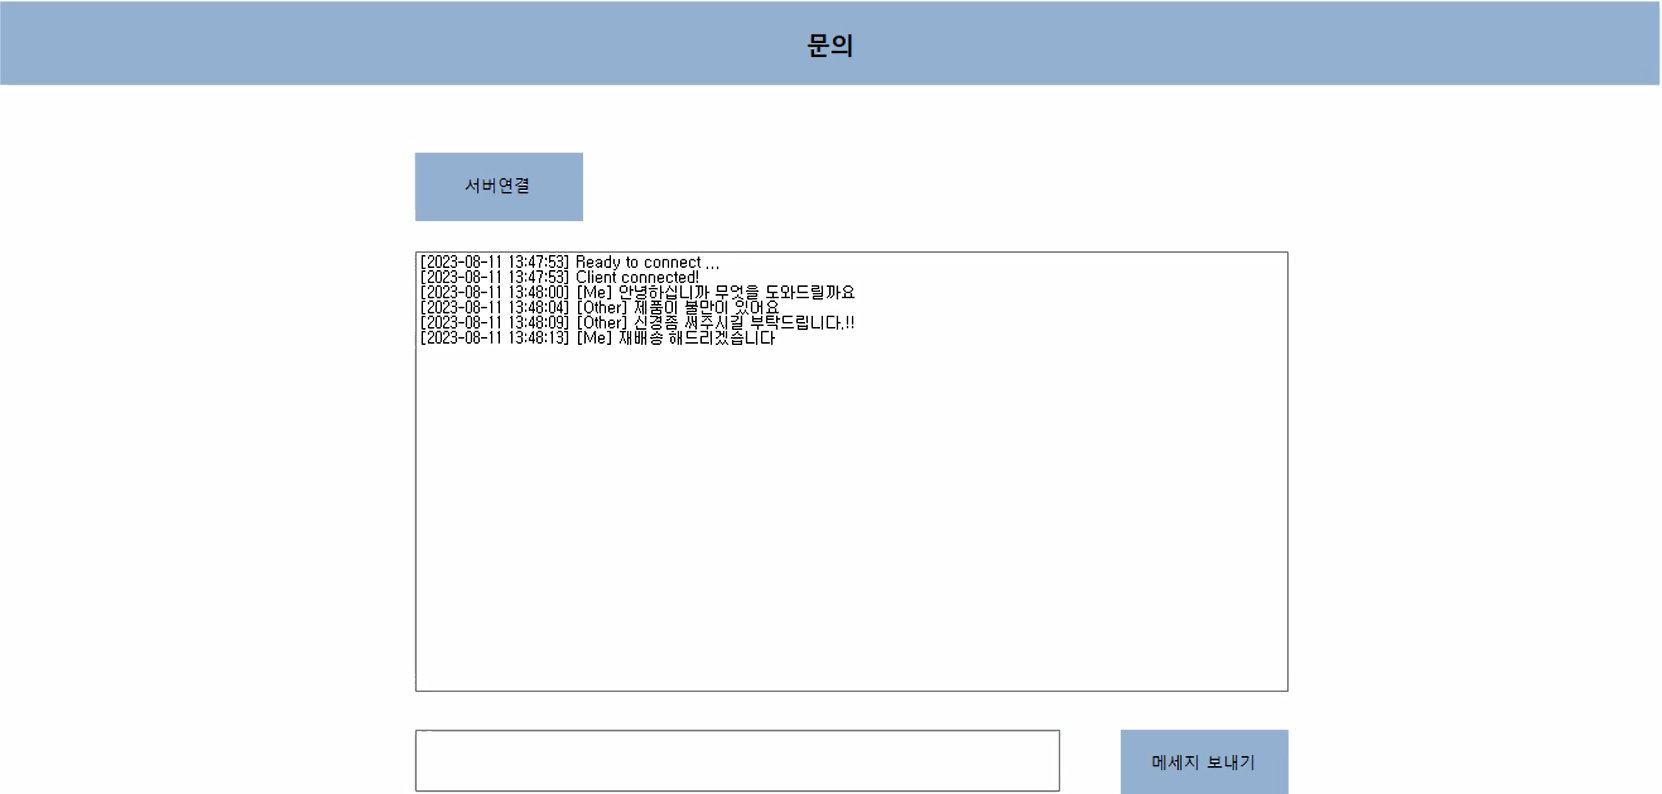 문의
서버연결
[2023-08-11 13:47:53] Ready to connect ...
[2023-08-11 13:47:53] Client connected!
[2023-08-11 13:48:00] [Me] 안녕하십니까 무엇을 도와드릴까요
[2023-08-11 13:48:04] [Other] 제품이 불만이 있어요
[2023-08-11 13:48:09] [Other] 신경좀 써주시길 부탁드립니다.!!
[2023-08-11 13:48:13] [Me] 재배송 해드리겠습니다
메세지 보내기